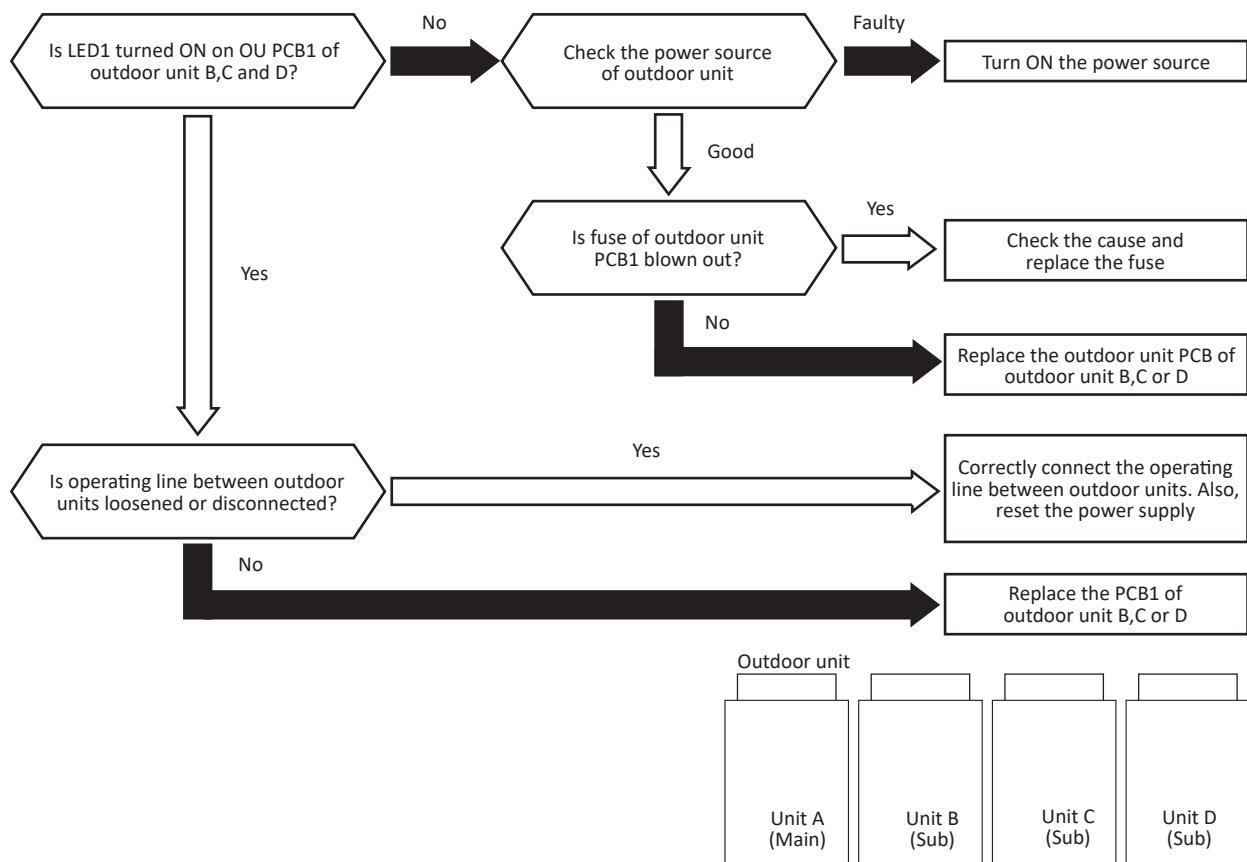 Is LED1 turned ON on OU PCB1 of
outdoor unit B,C and D?
No
Check the power source
of outdoor unit
Faulty
Turn ON the power source
Good
Yes
Is fuse of outdoor unit
PCB1 blown out?
Yes
Check the cause and
replace the fuse
No
Replace the outdoor unit PCB of
outdoor unit B,C or D
Is operating line between outdoor
units loosened or disconnected?
Yes
Correctly connect the operating
line between outdoor units. Also,
reset the power supply
No
Replace the PCB1 of
outdoor unit B,C or D
Outdoor unit
Unit A
(Main)
Unit B
(Sub)
Unit C
(Sub)
Unit D
(Sub)